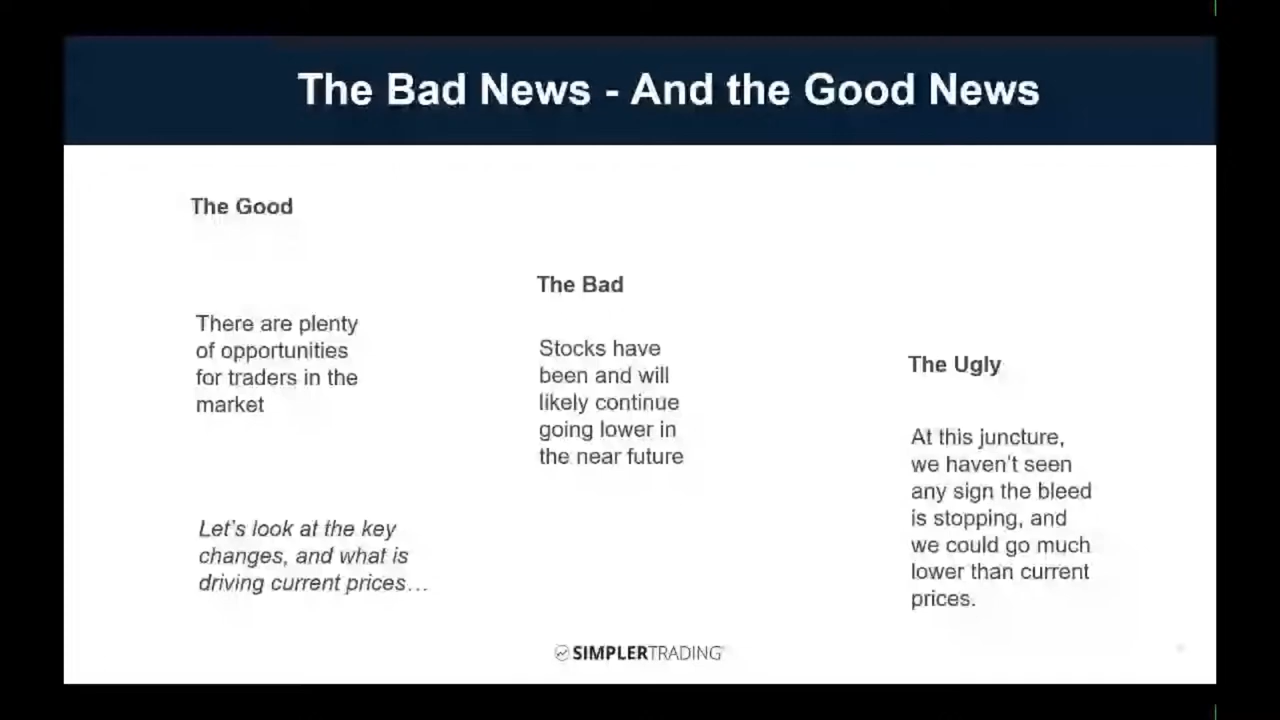 The Bad News - And the Good News
The Good
There are plenty
of opportunities
for traders in the
market
Let's look at the key
changes, and what is
driving current prices…
The Bad
Stocks have
been and will
likely continue
going lower in
the near future
The Ugly
At this juncture,
we haven't seen
any sign the bleed
is stopping, and
we could go much
lower than current
prices.
SIMPLERTRADING